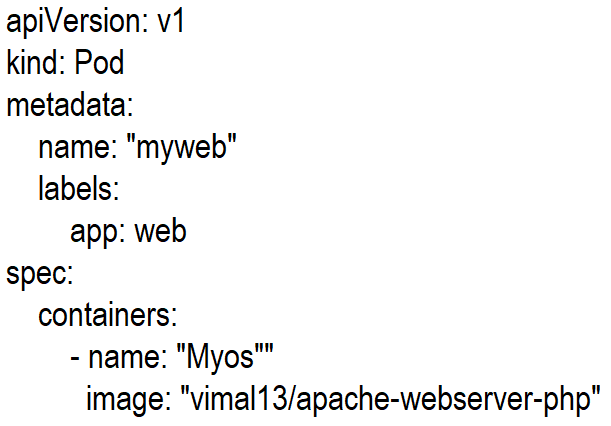 apiVersion: v1
kind: Pod
metadata:
    name: "myweb"
    labels:
        app: web
spec:
    containers:
        - name: "Myos""
          image: "vimal13/apache-webserver-php"